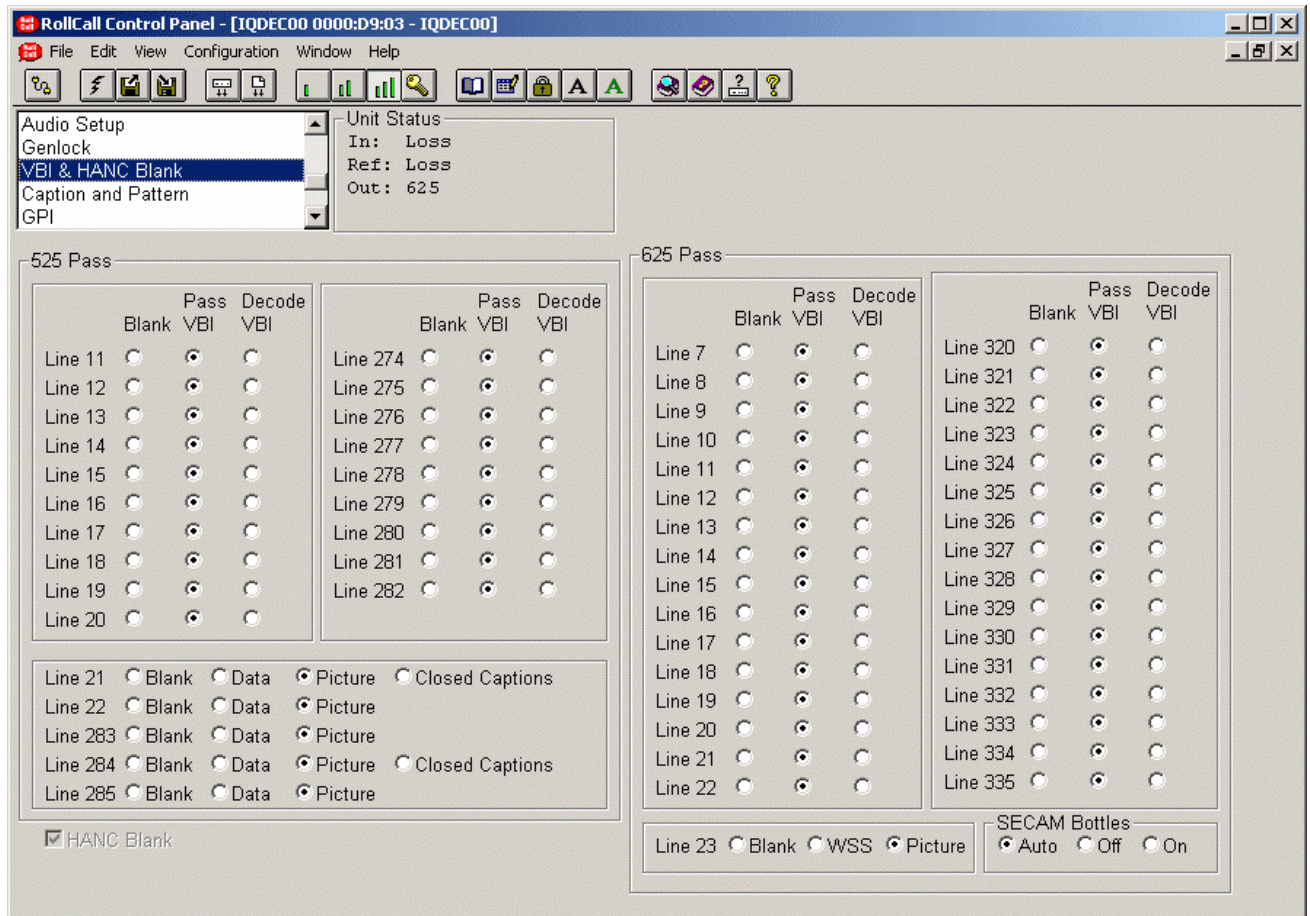 RollCall Control Panel - [IQDEC00 0000:D9:03 - IQDEC00]
File Edit View Configuration Window Help
Audio Setup
Genlock
VBI & HANC Blank
Caption and Pattern
GPI
Unit Status
In: Loss
Ref: Loss
Out: 625
525 Pass
Blank Pass VBI Decode VBI
Line 11
Line 12
Line 13
Line 14
Line 15
Line 16
Line 17
Line 18
Line 19
Line 20
Blank Pass VBI Decode VBI
Line 274
Line 275
Line 276
Line 277
Line 278
Line 279
Line 280
Line 281
Line 282
Line 21 Blank Data Picture Closed Captions
Line 22 Blank Data Picture
Line 283 Blank Data Picture
Line 284 Blank Data Picture Closed Captions
Line 285 Blank Data Picture
HANC Blank
625 Pass
Blank Pass VBI Decode VBI
Line 7
Line 8
Line 9
Line 10
Line 11
Line 12
Line 13
Line 14
Line 15
Line 16
Line 17
Line 18
Line 19
Line 20
Line 21
Line 22
Blank Pass VBI Decode VBI
Line 320
Line 321
Line 322
Line 323
Line 324
Line 325
Line 326
Line 327
Line 328
Line 329
Line 330
Line 331
Line 332
Line 333
Line 334
Line 335
Line 23 Blank WSS Picture
SECAM Bottles
Auto Off On